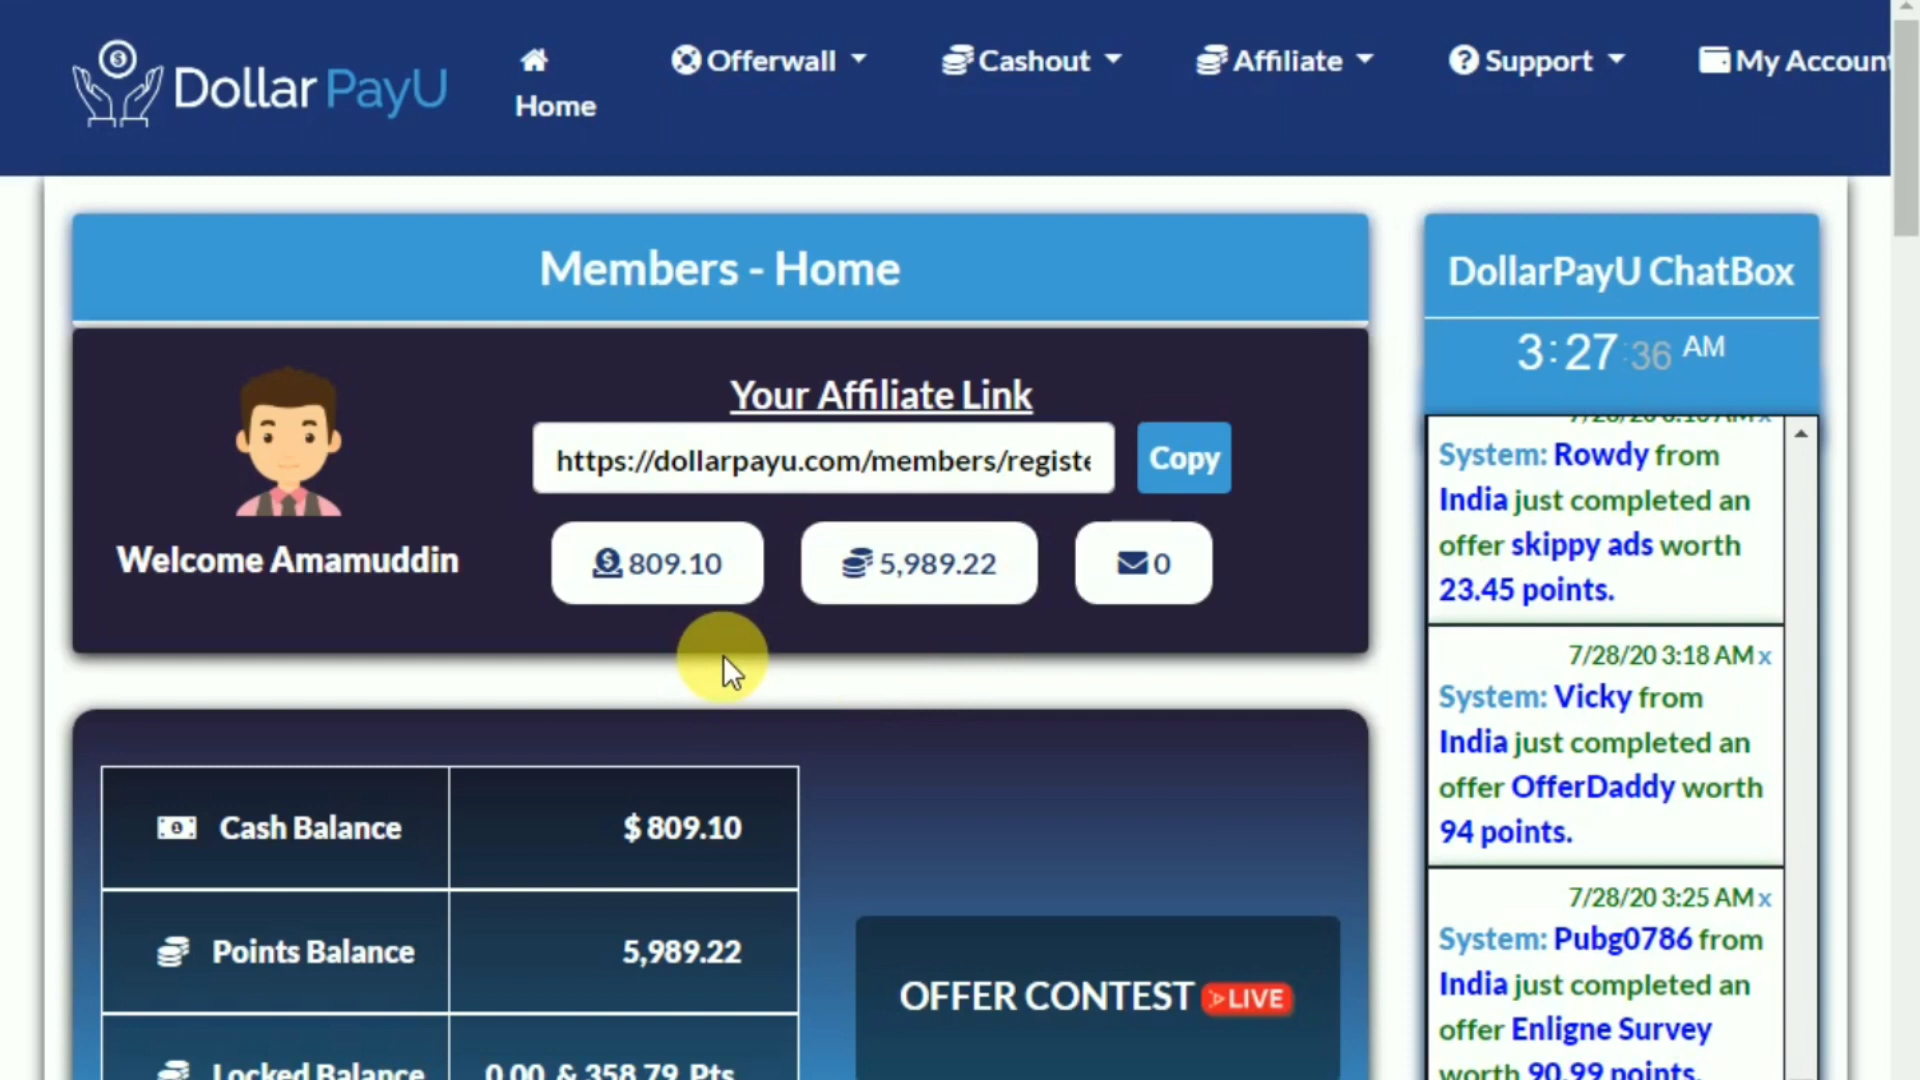 Dollar PayU
Home
Offerwall
Cashout
Affiliate
Support
My Account
Members - Home
Your Affiliate Link
https://dollarpayu.com/members/registe
Copy
Welcome Amamuddin
809.10
5,989.22
0
Cash Balance
$ 809.10
Points Balance
5,989.22
Locked Balance
0.00 & 358.79 Pts.
OFFER CONTEST LIVE
DollarPayU ChatBox
3:27:36 AM
System: Rowdy from
India just completed an
offer skippy ads worth
23.45 points.
7/28/20 3:18 AM x
System: Vicky from
India just completed an
offer OfferDaddy worth
94 points.
7/28/20 3:25 AM x
System: Pubg0786 from
India just completed an
offer Enligne Survey
worth 90.99 points.